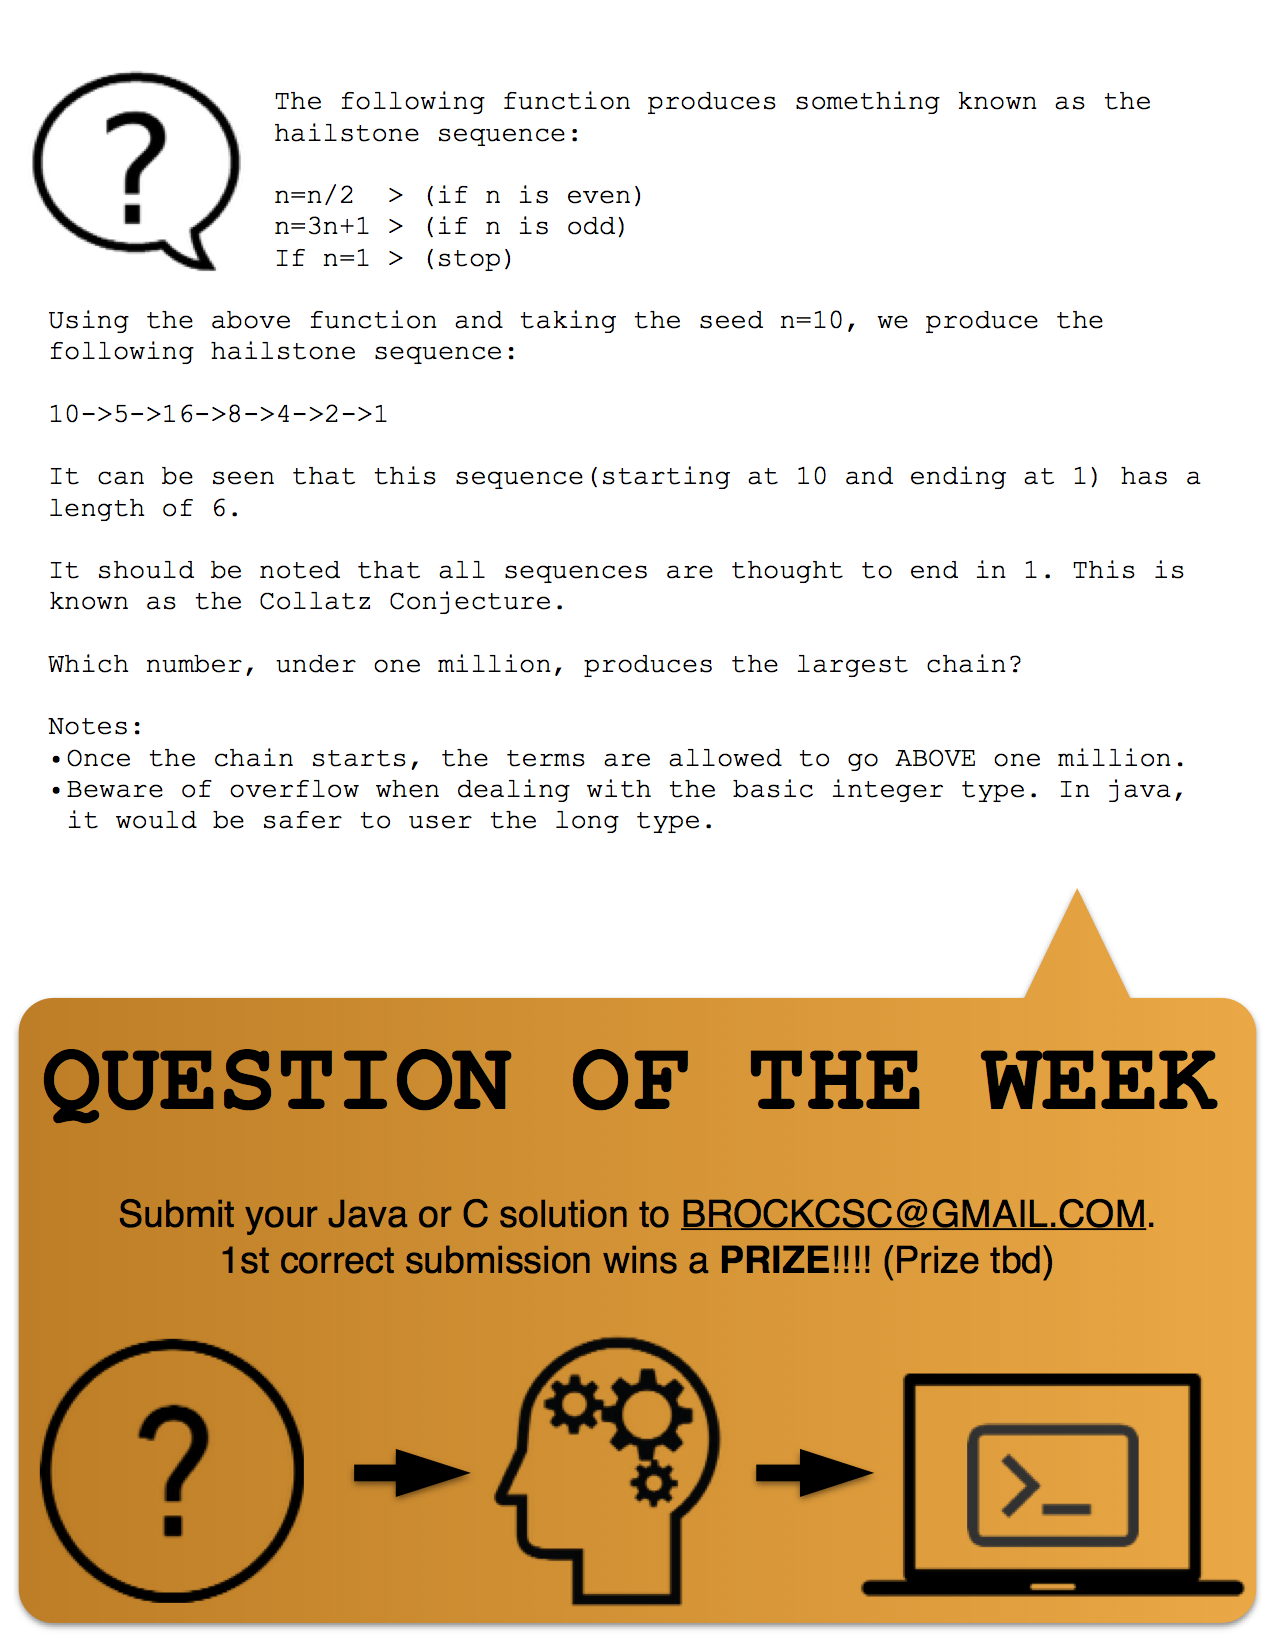 ?
The following function produces something known as the
hailstone sequence:
n=n/2  > (if n is even)
n=3n+1 > (if n is odd)
If n=1 > (stop)
Using the above function and taking the seed n=10, we produce the
following hailstone sequence:
10->5->16->8->4->2->1
It can be seen that this sequence(starting at 10 and ending at 1) has a
length of 6.
It should be noted that all sequences are thought to end in 1. This is
known as the Collatz Conjecture.
Which number, under one million, produces the largest chain?
Notes:
•Once the chain starts, the terms are allowed to go ABOVE one million.
•Beware of overflow when dealing with the basic integer type. In java,
it would be safer to user the long type.
QUESTION OF THE WEEK
Submit your Java or C solution to BROCKCSC@GMAIL.COM.
1st correct submission wins a PRIZE!!!! (Prize tbd)
?
>_